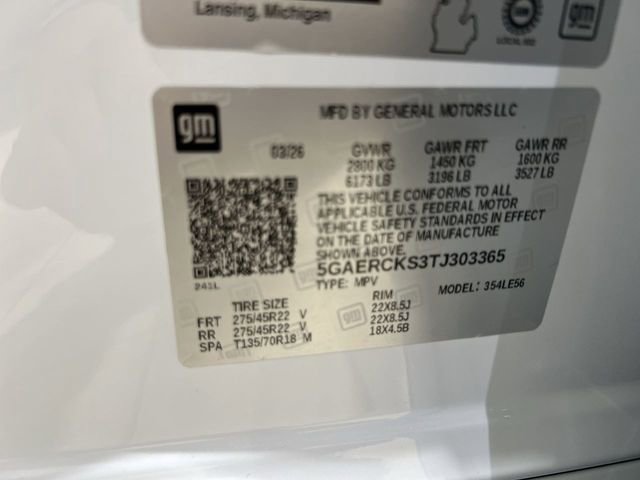 Lansing, Michigan
LOCAL 602
gm
gm
MFD BY GENERAL MOTORS LLC
03/26 GVWR GAWR FRT GAWR RR
2800 KG 1450 KG 1600 KG
6173 LB 3196 LB 3527 LB
THIS VEHICLE CONFORMS TO ALL
APPLICABLE U.S. FEDERAL MOTOR
VEHICLE SAFETY STANDARDS IN EFFECT
ON THE DATE OF MANUFACTURE
SHOWN ABOVE.
5GAERCKS3TJ303365
TYPE: MPV MODEL: 354LE56
241L
TIRE SIZE RIM
FRT 275/45R22 V 22X8.5J
RR 275/45R22 V 22X8.5J
SPA T135/70R18 M 18X4.5B